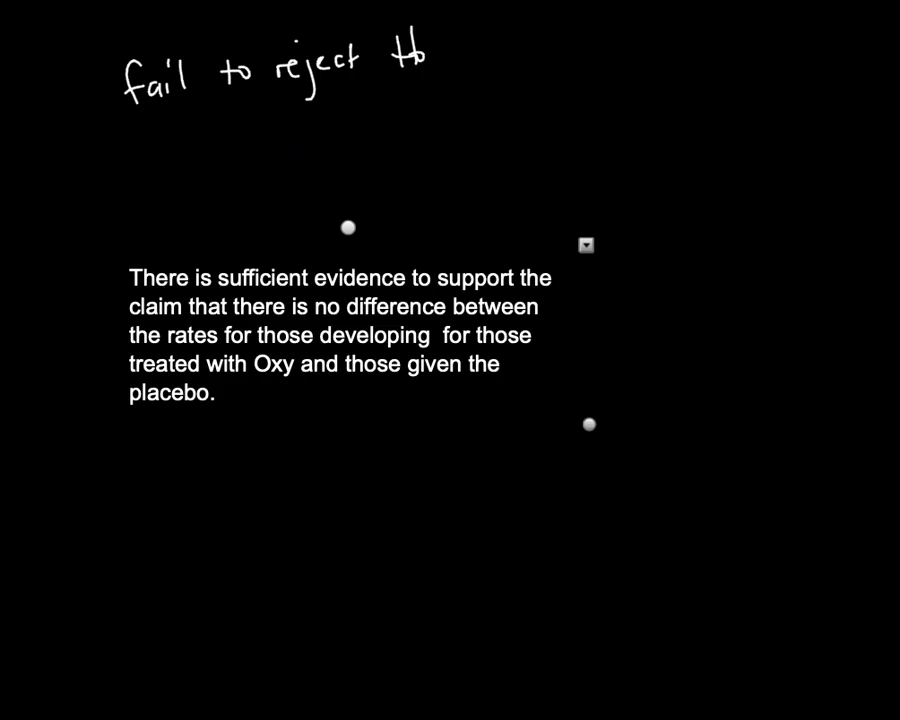 fail to reject Ho
There is sufficient evidence to support the
claim that there is no difference between
the rates for those developing  for those
treated with Oxy and those given the
placebo.